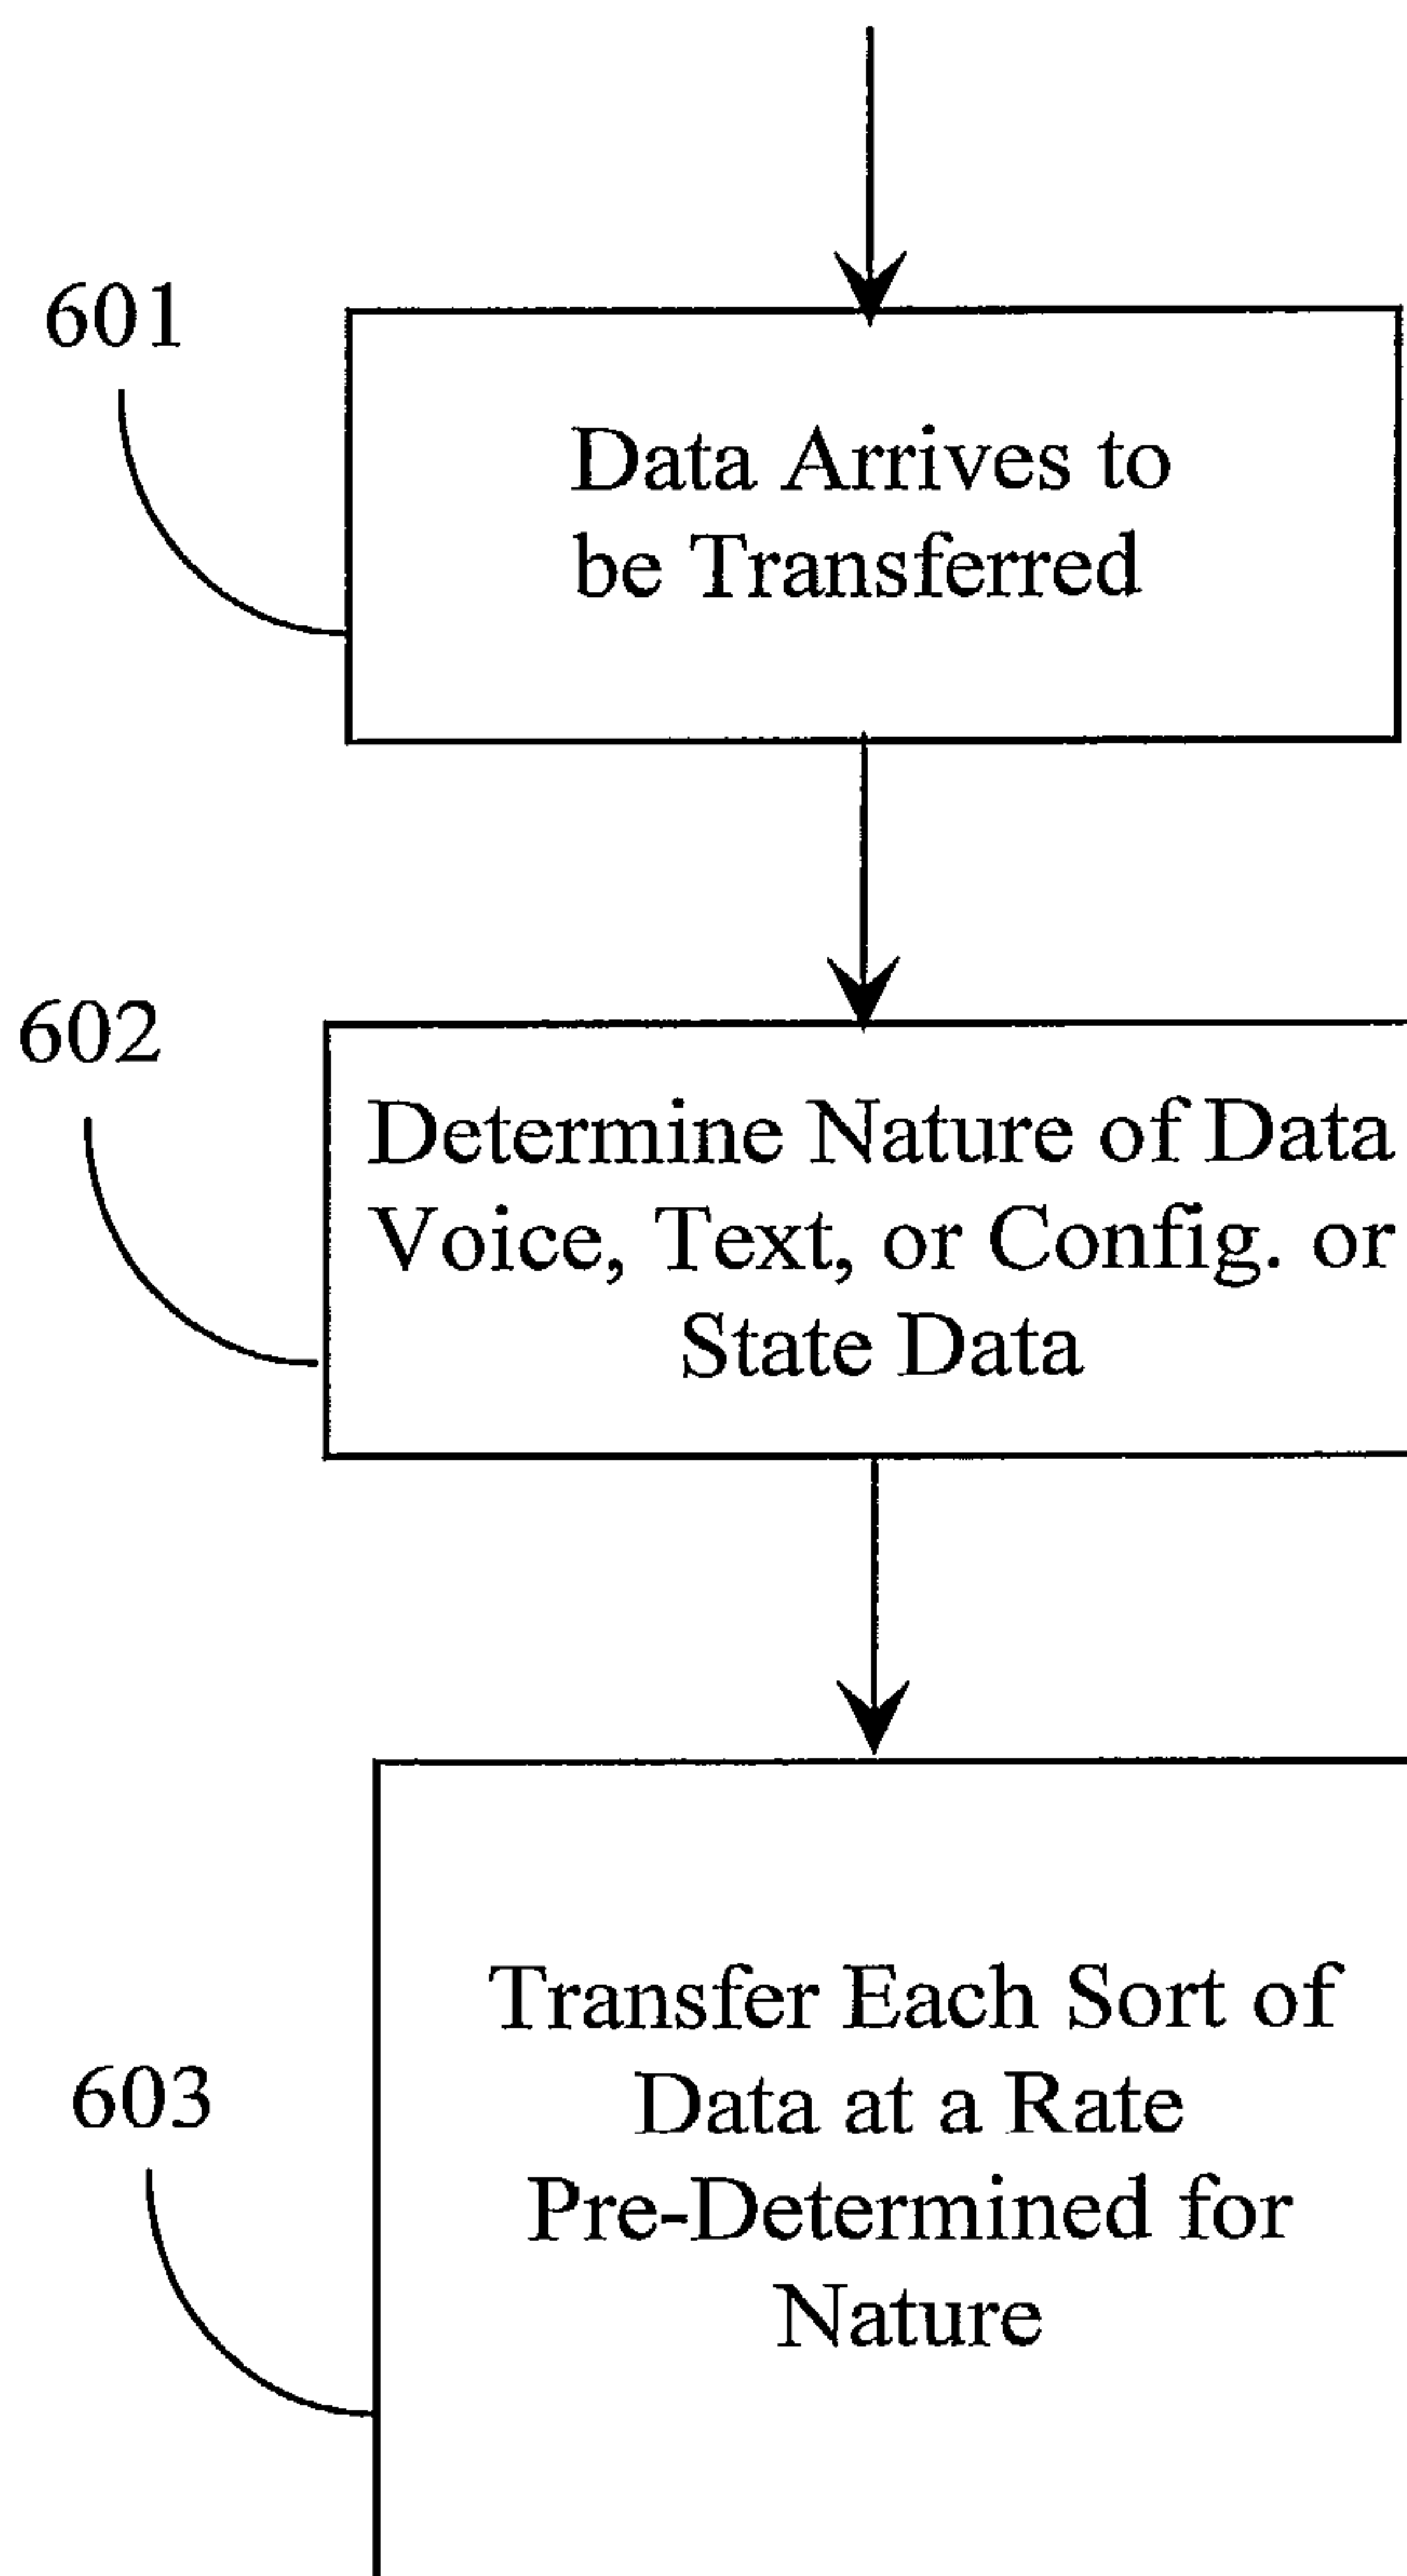 601
Data Arrives to
be Transferred
602
Determine Nature of Data
Voice, Text, or Config. or
State Data
Transfer Each Sort of
Data at a Rate
603
Pre-Determined for
Nature